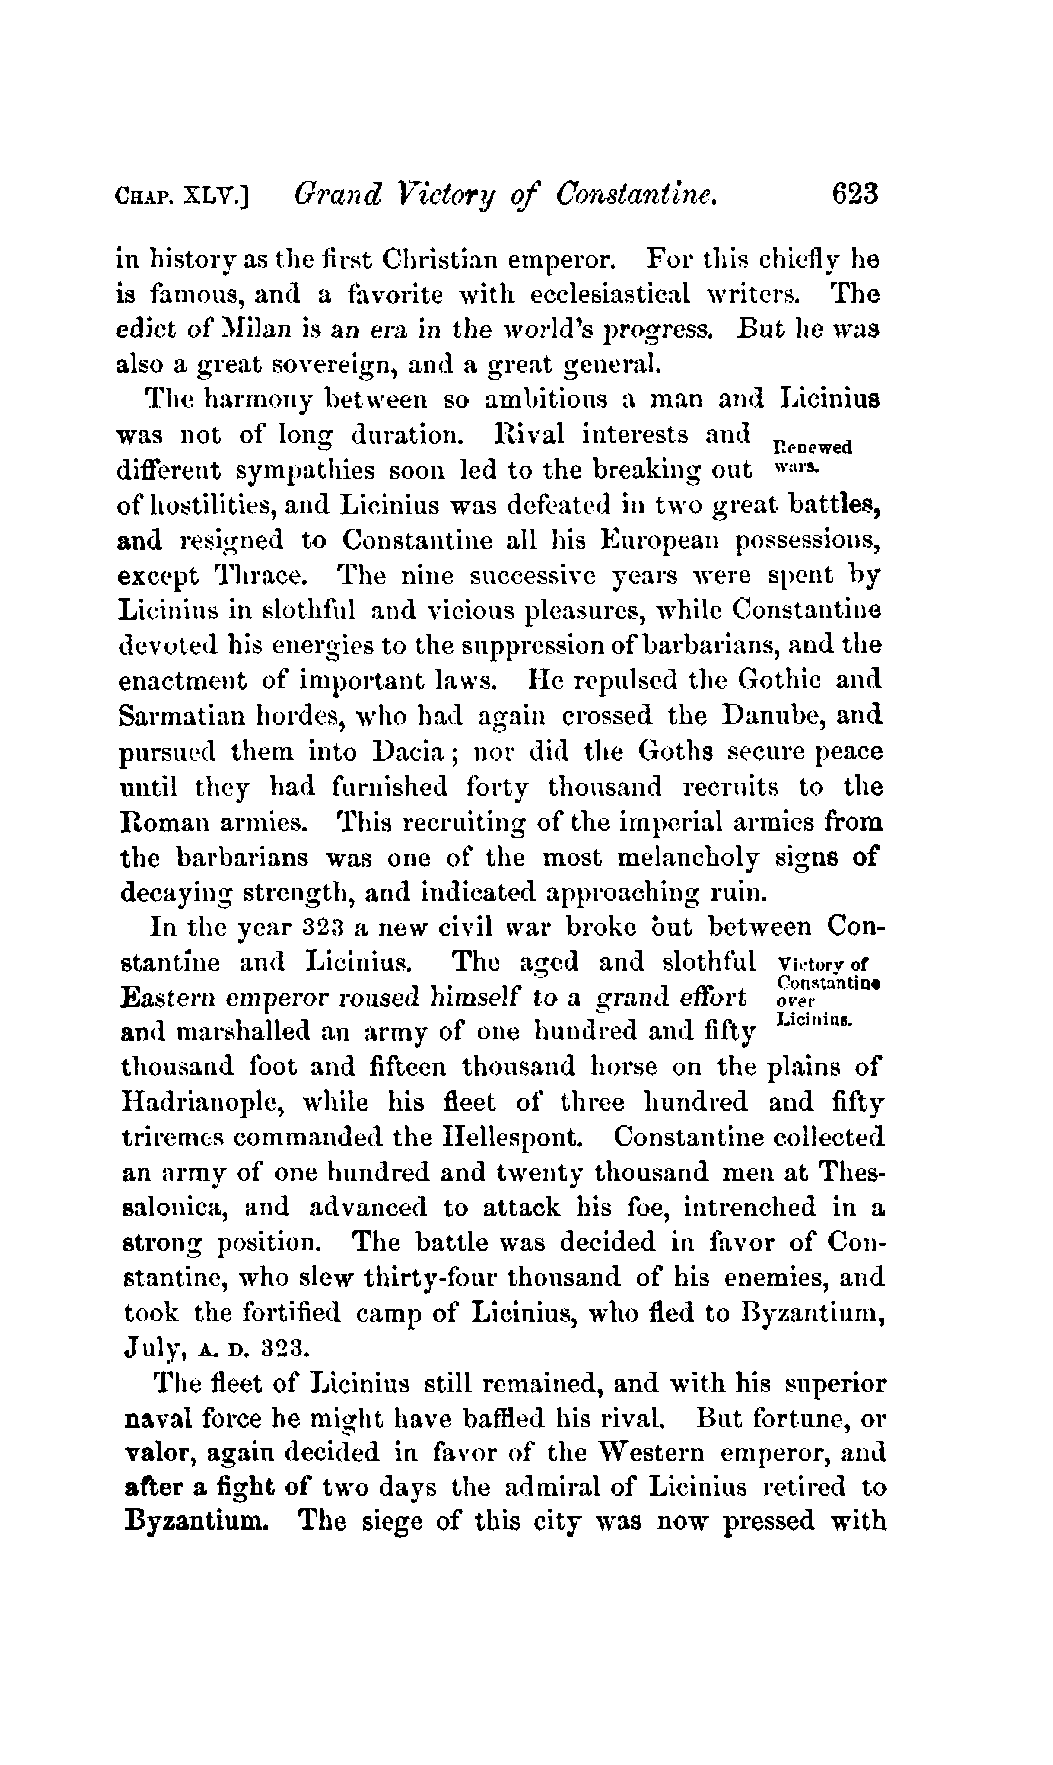 CHAP. XLV.] Grand Victory of Constantine. 623
in history as the first Christian emperor. For this chiefly he
is famous, and a favorite with ecclesiastical writers. The
edict of Milan is an era in the world's progress. But he was
also a great sovereign, and a great general.
The harmony between so ambitious a man and Licinius
was not of long duration. Rival interests and
Renewed
different sympathies soon led to the breaking out
wars.
of hostilities, and Licinius was defeated in two great battles,
and resigned to Constantine all his European possessions,
except Thrace. The nine successive years were spent by
Licinius in slothful and vicious pleasures, while Constantine
devoted his energies to the suppression of barbarians, and the
enactment of important laws. He repulsed the Gothic and
Sarmatian hordes, who had again crossed the Danube, and
pursued them into Dacia; nor did the Goths secure peace
until they had furnished forty thousand recruits to the
Roman armies. This recruiting of the imperial armies from
the barbarians was one of the most melancholy signs of
decaying strength, and indicated approaching ruin.
In the year 323 a new civil war broke out between Con-
stantine and Licinius. The aged and slothful
Victory of
Constantine
Eastern emperor roused himself to a grand effort
over
and marshalled an army of one hundred and fifty
Licinius.
thousand foot and fifteen thousand horse on the plains of
Hadrianople, while his fleet of three hundred and fifty
triremes commanded the Hellespont. Constantine collected
an army of one hundred and twenty thousand men at Thes-
salonica, and advanced to attack his foe, intrenched in a
strong position. The battle was decided in favor of Con-
stantine, who slew thirty-four thousand of his enemies, and
took the fortified camp of Licinius, who fled to Byzantium,
July, A. D. 323.
The fleet of Licinius still remained, and with his superior
naval force he might have baffled his rival. But fortune, or
valor, again decided in favor of the Western emperor, and
after a fight of two days the admiral of Licinius retired to
Byzantium. The siege of this city was now pressed with